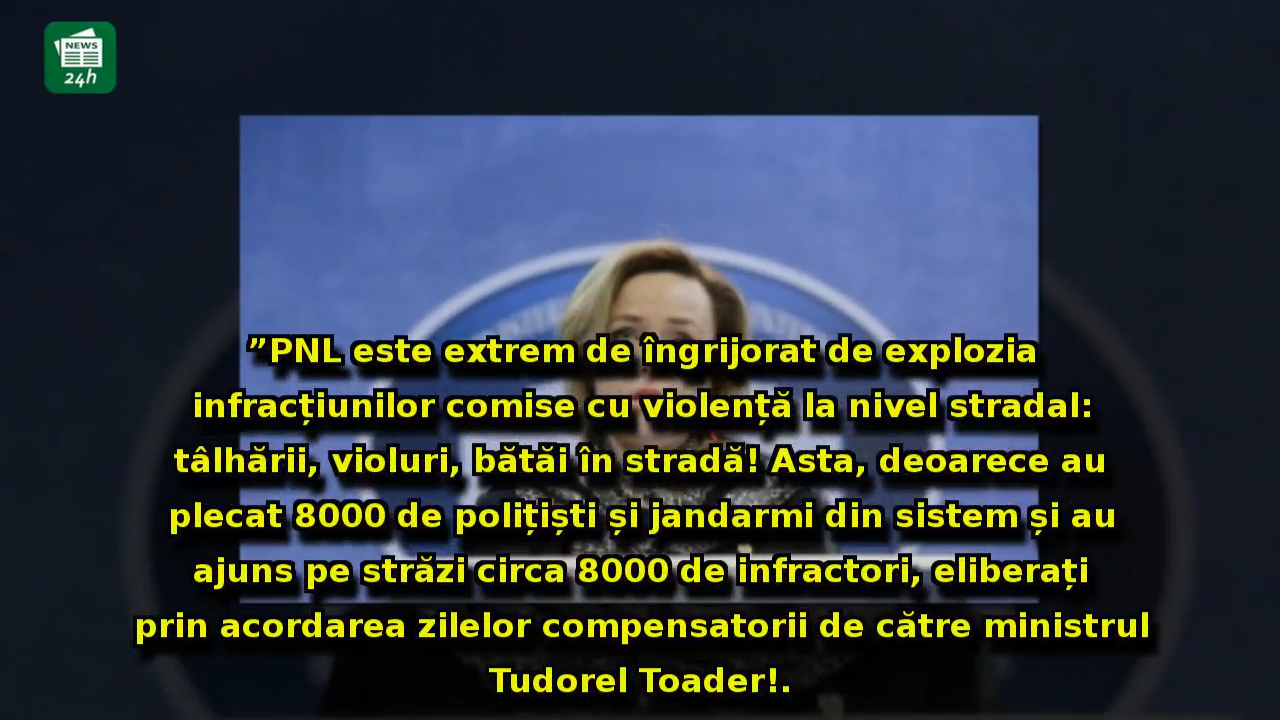 NEWS
24h
”PNL este extrem de îngrijorat de explozia
infracțiunilor comise cu violență la nivel stradal:
tâlhării, violuri, bătăi în stradă! Asta, deoarece au
plecat 8000 de polițiști și jandarmi din sistem și au
ajuns pe străzi circa 8000 de infractori, eliberați
prin acordarea zilelor compensatorii de către ministrul
Tudorel Toader!.